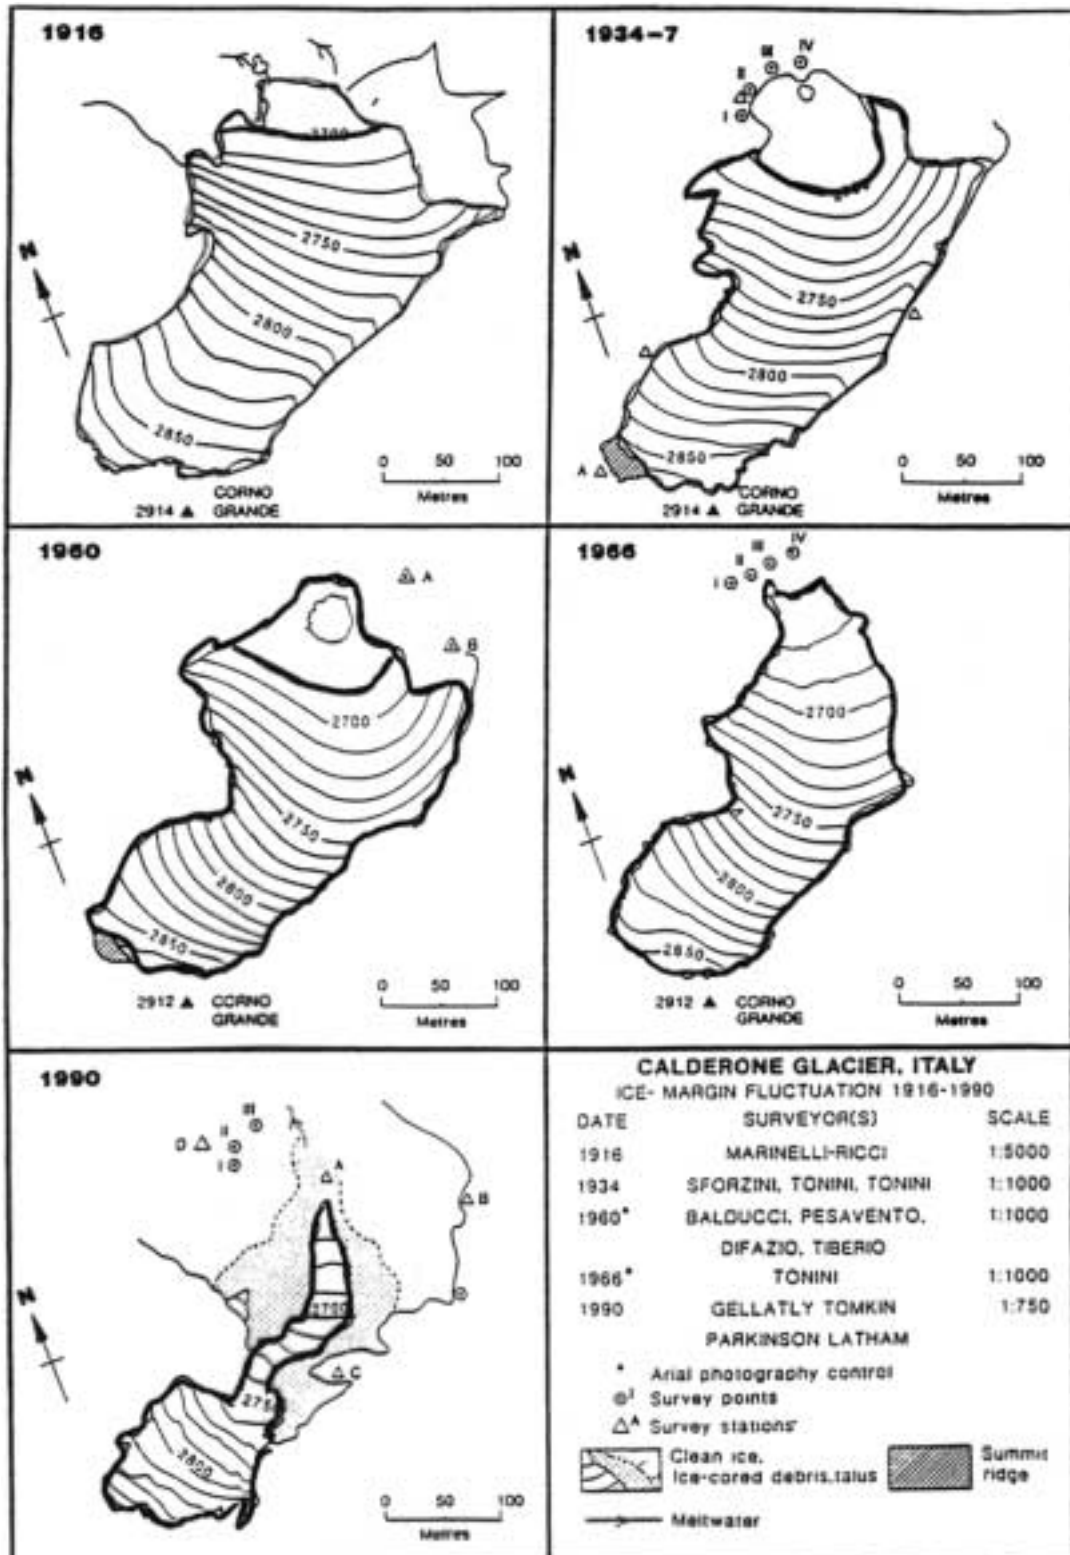 1916
2700
2750
2800
2850
N
0 50 100
Metres
CORNO
2914 ▲ GRANDE
1934-7
I
II
III
IV
2750
2800
2850
N
A
0 50 100
Metres
CORNO
2914 ▲ GRANDE
1960
A
B
2700
2750
2800
2850
N
0 50 100
Metres
2912 ▲ CORNO
GRANDE
1966
I
II
III
IV
2700
2750
2800
2850
N
0 50 100
Metres
2912 ▲ CORNO
GRANDE
1990
III
II
I
D
A
B
C
2700
2750
2800
N
0 50 100
Metres
CALDERONE GLACIER, ITALY
ICE- MARGIN FLUCTUATION 1916-1990
DATE SURVEYOR(S) SCALE
1916 MARINELLI-RICCI 1:5000
1934 SFORZINI, TONINI, TONINI 1:1000
1960* BALDUCCI, PESAVENTO, 1:1000
DIFAZIO, TIBERIO
1966* TONINI 1:1000
1990 GELLATLY TOMKIN 1:750
PARKINSON LATHAM
* Arial photography control
I Survey points
A Survey stations
Clean ice,
Ice-cored debris,talus
Summit
ridge
Meltwater